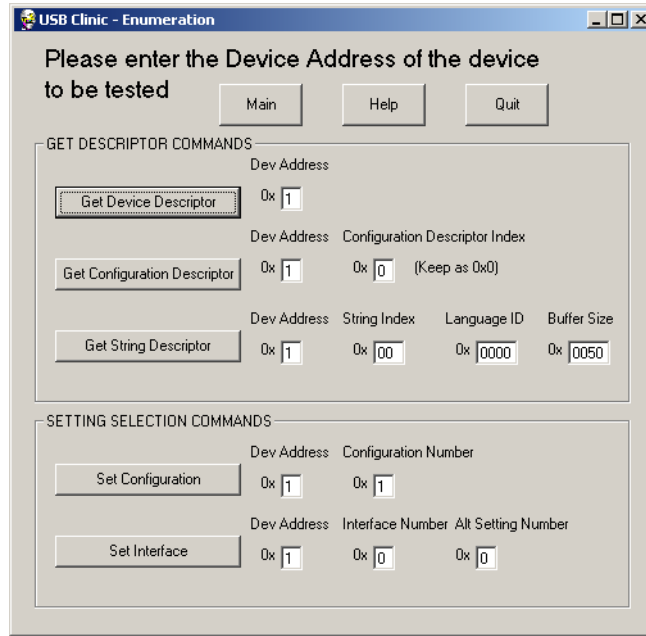 USB Clinic - Enumeration
Please enter the Device Address of the device
to be tested
Main Help Quit
GET DESCRIPTOR COMMANDS
Dev Address
Get Device Descriptor 0x 1
Dev Address Configuration Descriptor Index
Get Configuration Descriptor 0x 1 0x 0 (Keep as 0x0)
Dev Address String Index Language ID Buffer Size
Get String Descriptor 0x 1 0x 00 0x 0000 0x 0050
SETTING SELECTION COMMANDS
Dev Address Configuration Number
Set Configuration 0x 1 0x 1
Dev Address Interface Number Alt Setting Number
Set Interface 0x 1 0x 0 0x 0